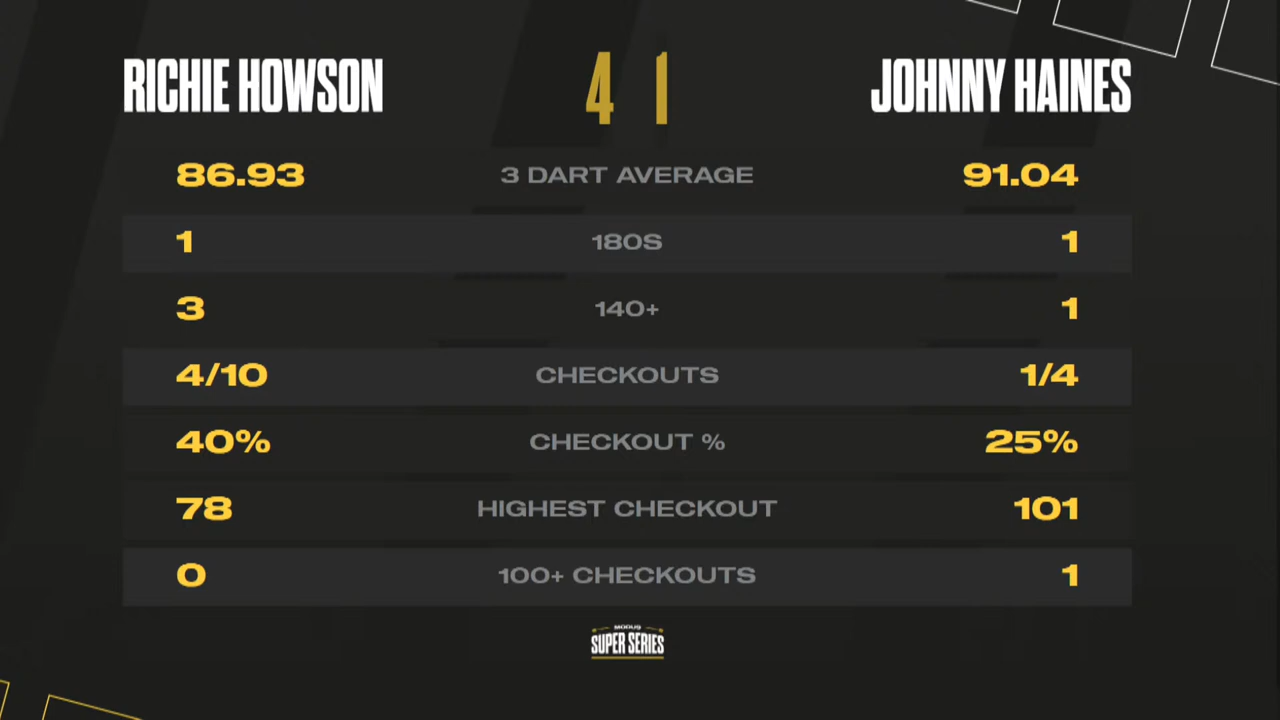 RICHIE HOWSON 4 1 JOHNNY HAINES
86.93 3 DART AVERAGE 91.04
1 180S 1
3 140+ 1
4/10 CHECKOUTS 1/4
40% CHECKOUT % 25%
78 HIGHEST CHECKOUT 101
0 100+ CHECKOUTS 1
MODUS
SUPER SERIES